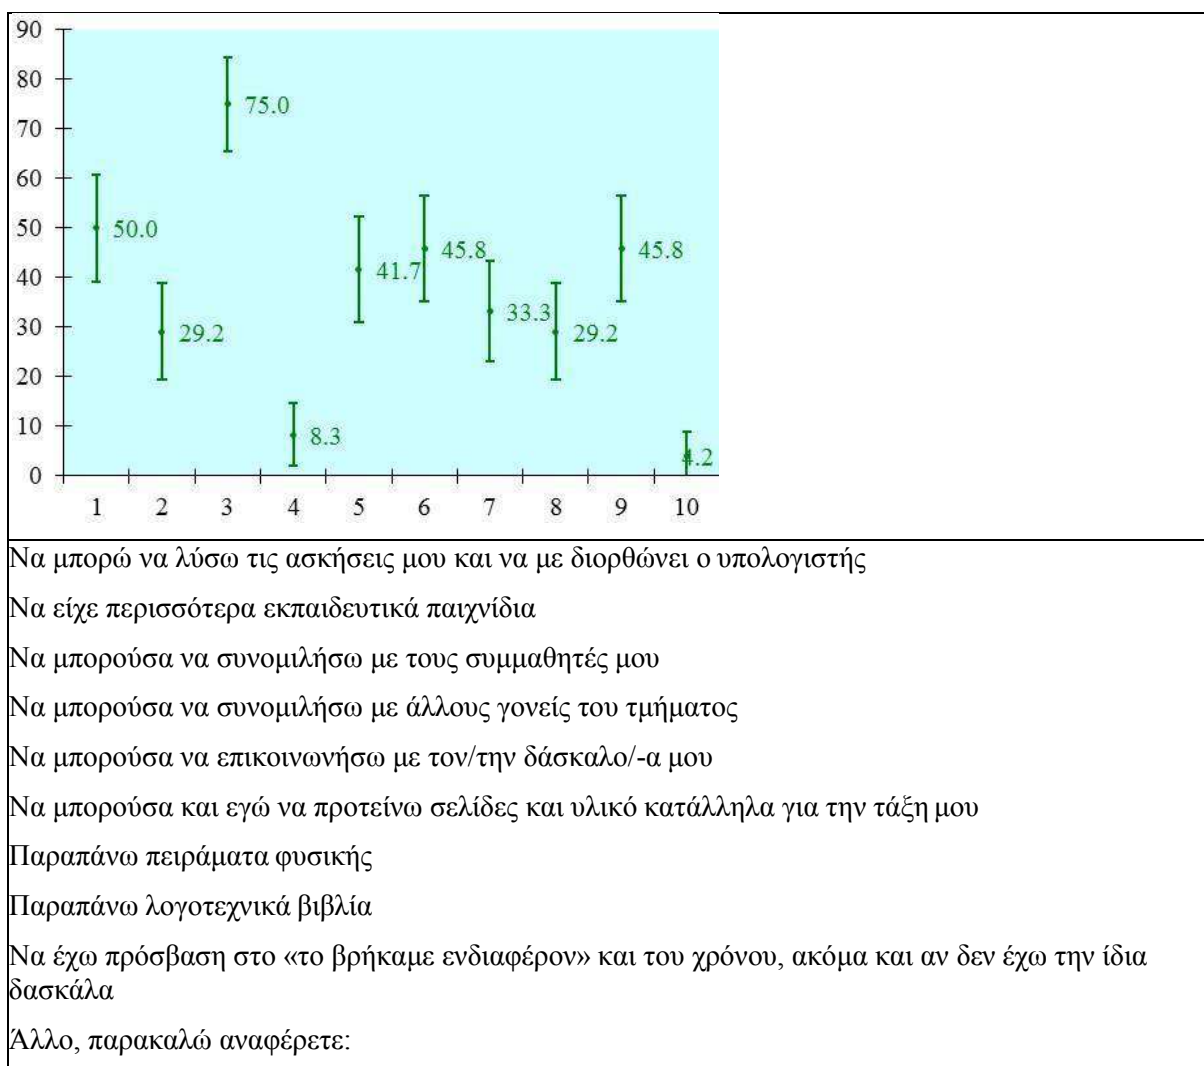 90
80
75.0
70
60
50
50.0
45.8
45.8
41.7
40
33.3
30
29.2
29.2
20
10
8.3
4.2
0
1 2 3 4 5 6 7 8 9 10
Να μπορώ να λύσω τις ασκήσεις μου και να με διορθώνει ο υπολογιστής
Να είχε περισσότερα εκπαιδευτικά παιχνίδια
Να μπορούσα να συνομιλήσω με τους συμμαθητές μου
Να μπορούσα να συνομιλήσω με άλλους γονείς του τμήματος
Να μπορούσα να επικοινωνήσω με τον/την δάσκαλο/-α μου
Να μπορούσα και εγώ να προτείνω σελίδες και υλικό κατάλληλα για την τάξη μου
Παραπάνω πειράματα φυσικής
Παραπάνω λογοτεχνικά βιβλία
Να έχω πρόσβαση στο «το βρήκαμε ενδιαφέρον» και του χρόνου, ακόμα και αν δεν έχω την ίδια
δασκάλα
Άλλο, παρακαλώ αναφέρετε: